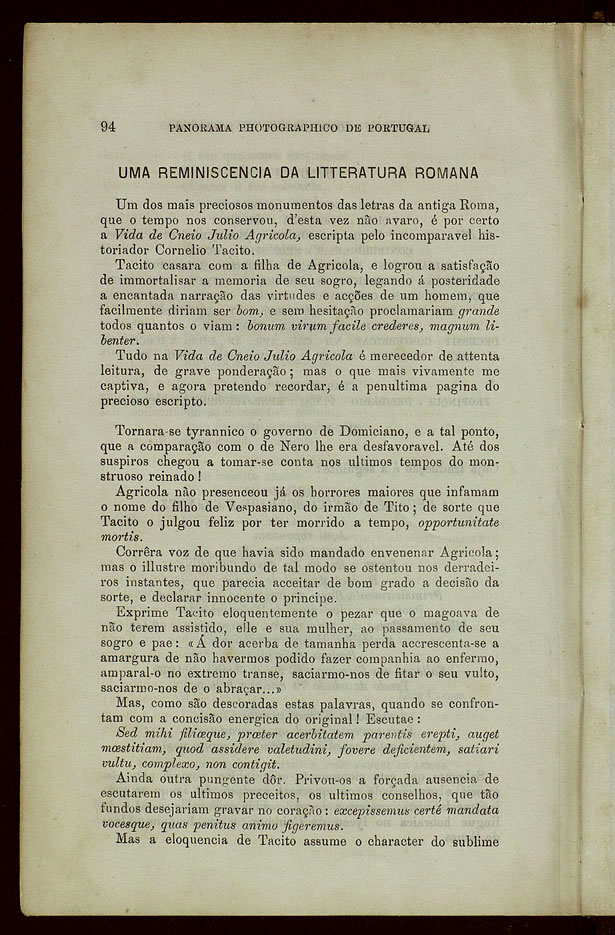 94 PANORAMA PHOTOGRAPHICO DE PORTUGAL
UMA REMINISCENCIA DA LITTERATURA ROMANA
Um dos mais preciosos monumentos das letras da antiga Roma,
que o tempo nos conservou, d'esta vez não avaro, é por certo
a Vida de Cneio Julio Agricola, escripta pelo incomparavel his-
toriador Cornelio Tacito.
Tacito casara com a filha de Agricola, e logrou a satisfação
de immortalisar a memoria de seu sogro, legando á posteridade
a encantada narração das virtudes e acções de um homem, que
facilmente diriam ser bom, e sem hesitação proclamariam grande
todos quantos o viam : bonum virum facile crederes, magnum li-
benter.
Tudo na Vida de Cneio Julio Agricola é merecedor de attenta
leitura, de grave ponderação ; mas o que mais vivamente me
captiva, e agora pretendo recordar, é a penultima pagina do
precioso escripto.
Tornara-se tyrannico o governo de Domiciano, e a tal ponto,
que a comparação com o de Nero lhe era desfavoravel. Até dos
suspiros chegou a tomar-se conta nos ultimos tempos do mon-
struoso reinado !
Agricola não presenceou já os horrores maiores que infamam
o nome do filho de Vespasiano, do irmão de Tito ; de sorte que
Tacito o julgou feliz por ter morrido a tempo, opportunitate
mortis.
Corrêra voz de que havia sido mandado envenenar Agricola ;
mas o illustre moribundo de tal modo se ostentou nos derradei-
ros instantes, que parecia acceitar de bom grado a decisão da
sorte, e declarar innocente o principe.
Exprime Tacito eloquentemente o pezar que o magoava de
não terem assistido, elle e sua mulher, ao passamento de seu
sogro e pae : «Á dor acerba de tamanha perda accrescenta-se a
amargura de não havermos podido fazer companhia ao enfermo,
amparal-o no extremo transe, saciarmo-nos de fitar o seu vulto,
saciarmo-nos de o abraçar...»
Mas, como são descoradas estas palavras, quando se confron-
tam com a concisão energica do original ! Escutae :
Sed mihi filiæque, præter acerbitatem parentis erepti, auget
mœstitiam, quod assidere valetudini, fovere deficientem, satiari
vultu, complexo, non contigit.
Ainda outra pungente dôr. Privou-os a forçada ausencia de
escutarem os ultimos preceitos, os ultimos conselhos, que tão
fundos desejariam gravar no coração : excepissemus certé mandata
vocesque, quas penitus animo figeremus.
Mas a eloquencia de Tacito assume o character do sublime